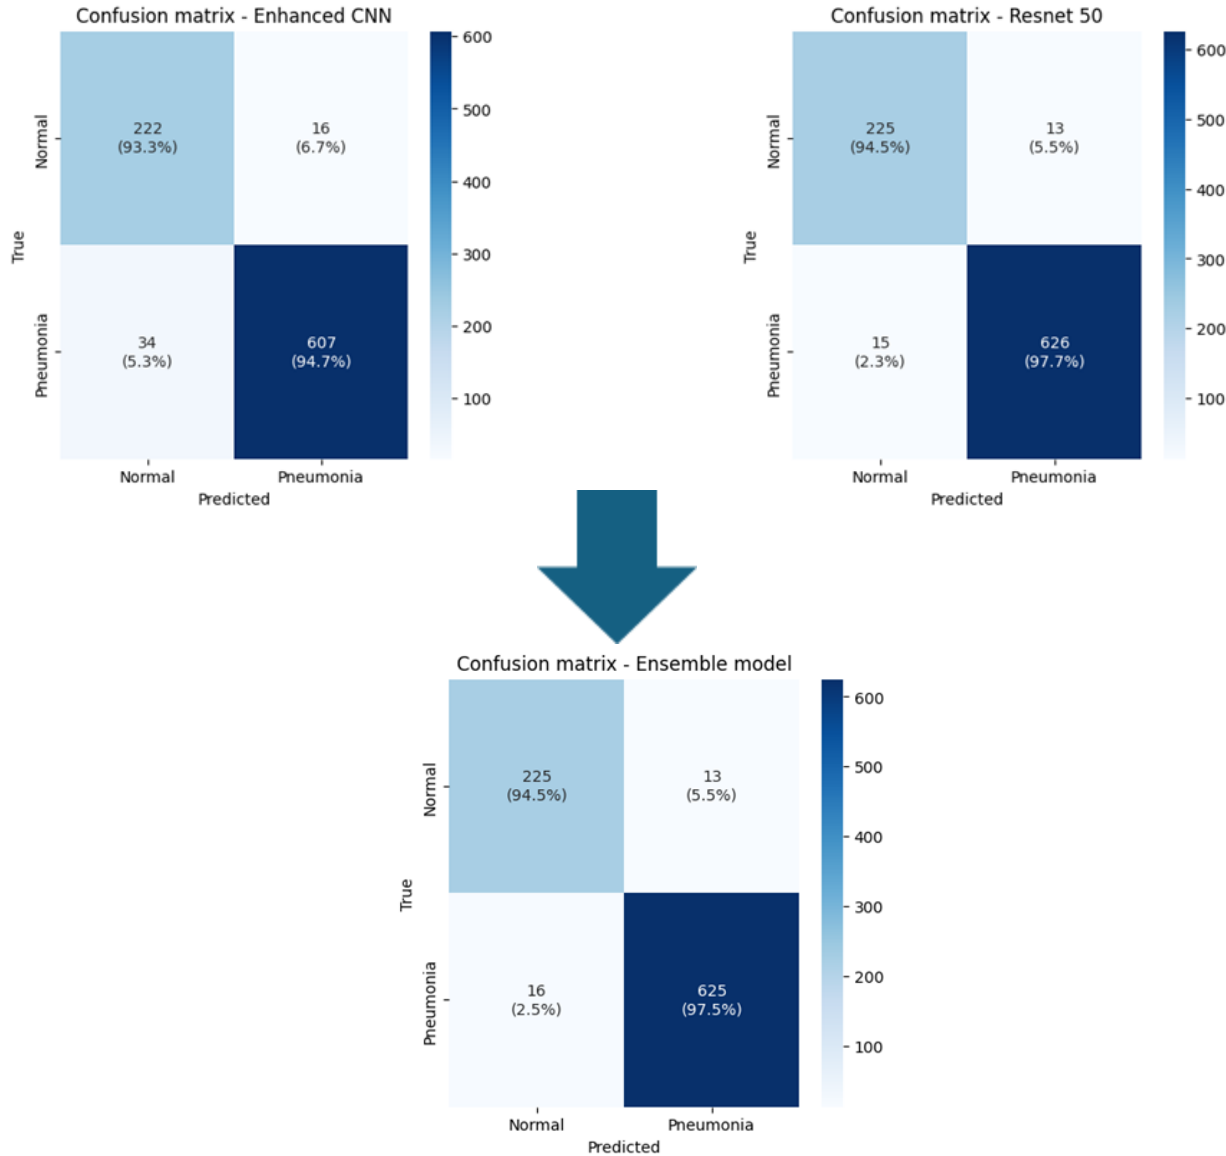 Confusion matrix - Enhanced CNN
600
500
400
300
200
100
222
(93.3%)
16
(6.7%)
34
(5.3%)
607
(94.7%)
True
Normal
Pneumonia
Normal
Pneumonia
Predicted
Confusion matrix - Resnet 50
600
500
400
300
200
100
225
(94.5%)
13
(5.5%)
15
(2.3%)
626
(97.7%)
True
Normal
Pneumonia
Normal
Pneumonia
Predicted
Confusion matrix - Ensemble model
600
500
400
300
200
100
225
(94.5%)
13
(5.5%)
16
(2.5%)
625
(97.5%)
True
Normal
Pneumonia
Normal
Pneumonia
Predicted